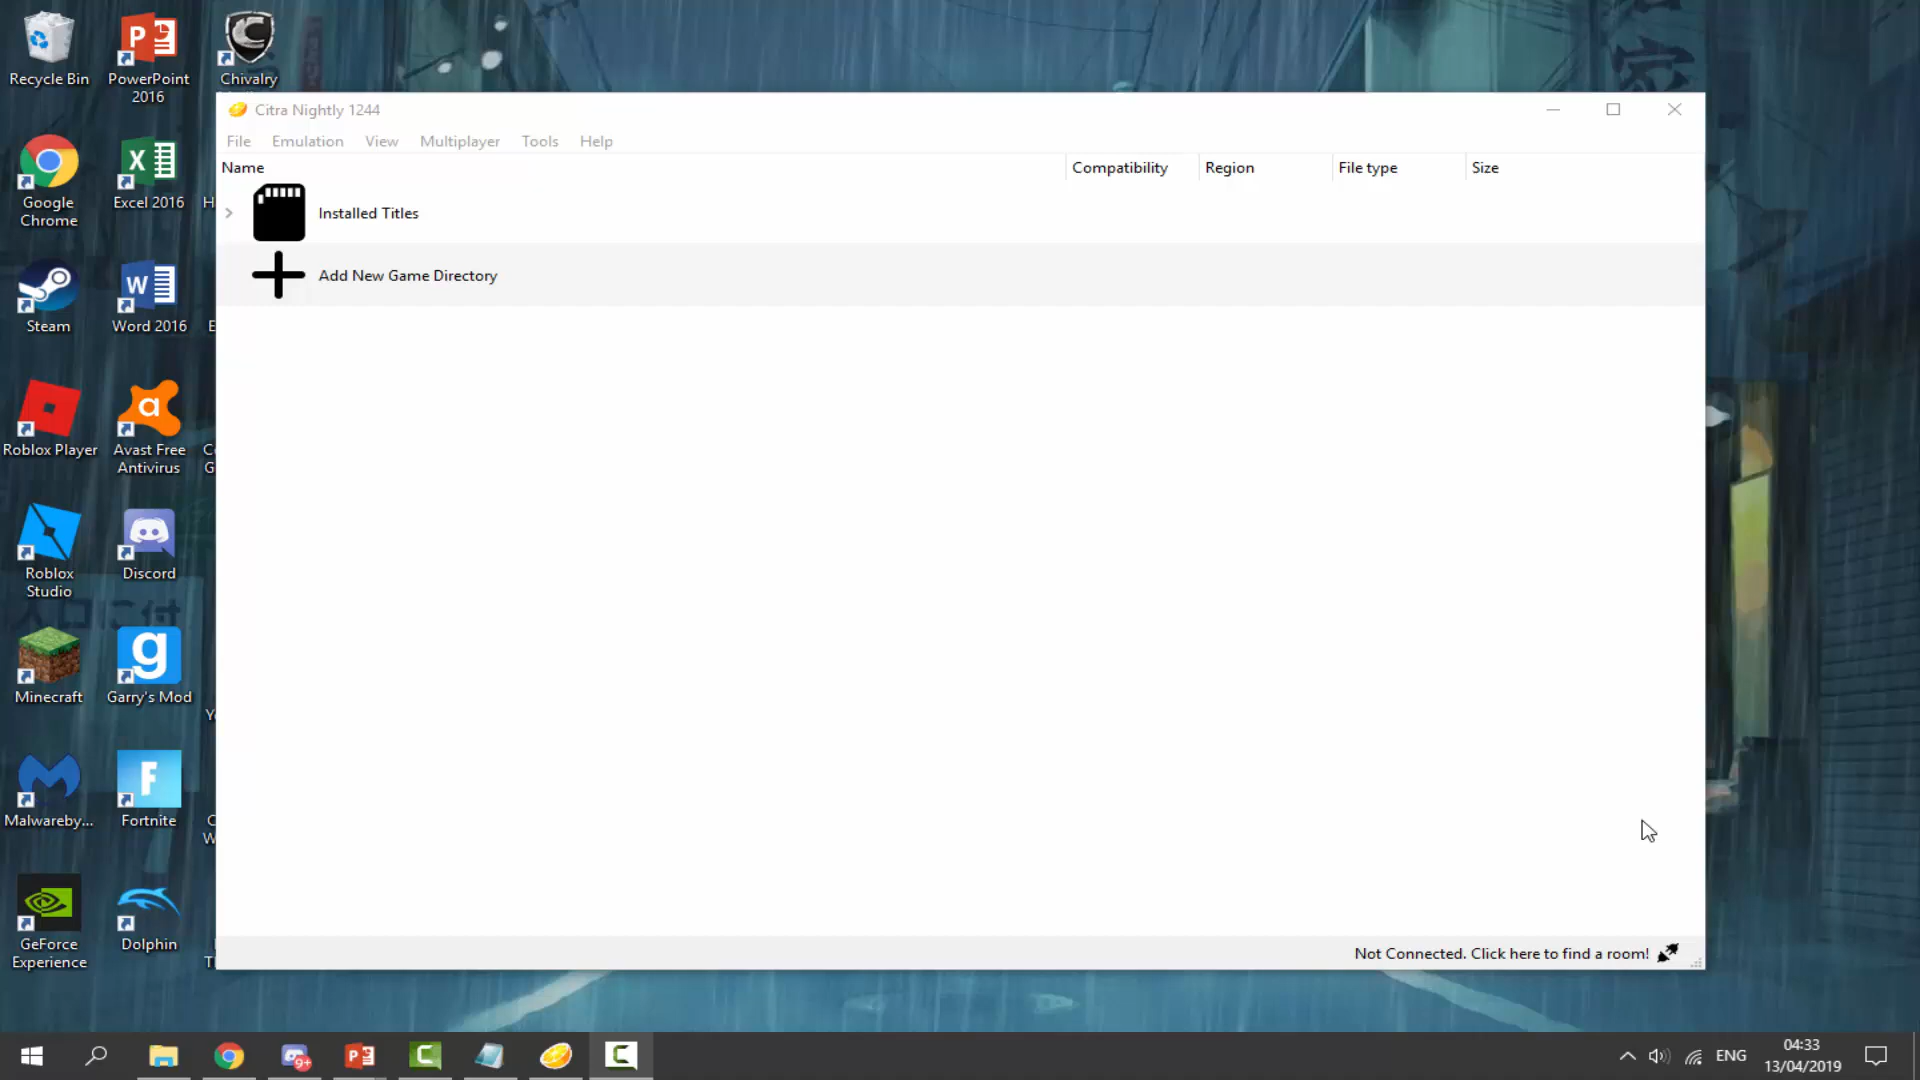 Recycle Bin
PowerPoint
2016
Chivalry
Google
Chrome
Excel 2016
H
Steam
Word 2016
E
Roblox Player
Avast Free
Antivirus
C
G
Roblox
Studio
Discord
Minecraft
Garry's Mod
Malwareby...
Fortnite
C
W
GeForce
Experience
Dolphin
Citra Nightly 1244
File
Emulation
View
Multiplayer
Tools
Help
Name
Compatibility
Region
File type
Size
Installed Titles
Add New Game Directory
Not Connected. Click here to find a room!
9+
ENG
04:33
13/04/2019